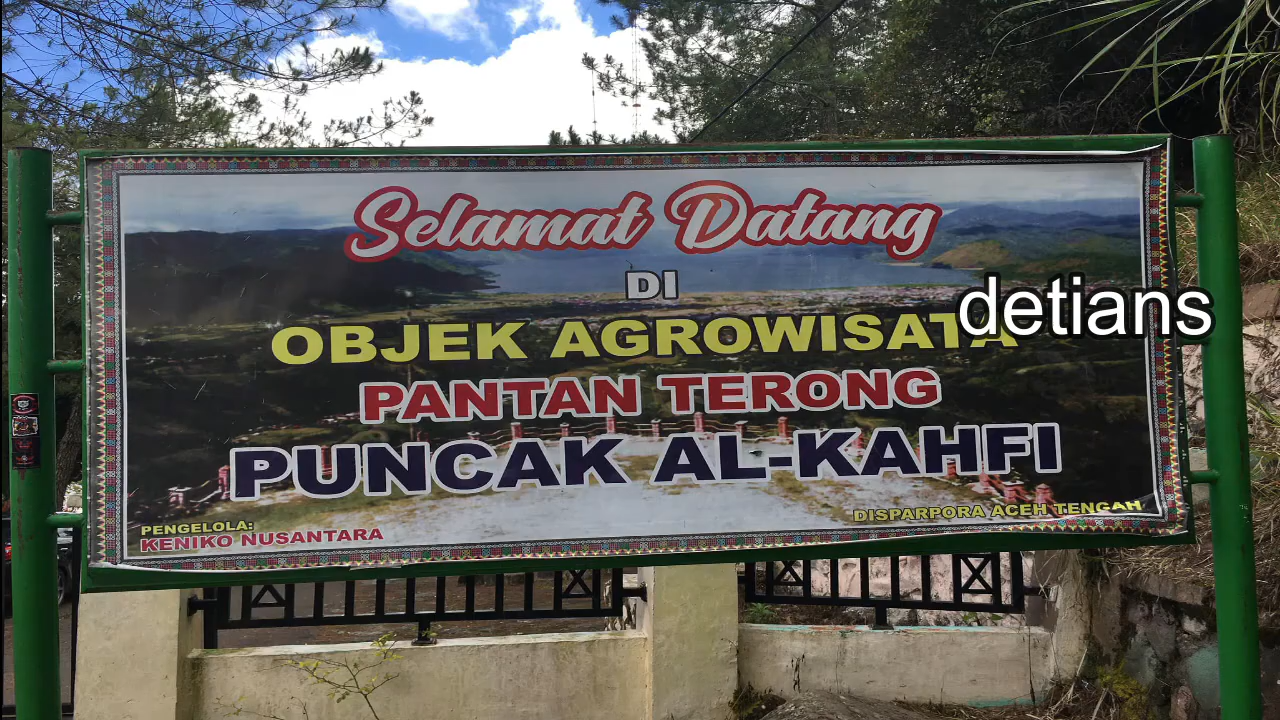 Selamat Datang
DI
OBJEK AGROWISATA
detians
PANTAN TERONG
PUNCAK AL-KAHFI
PENGELOLA:
KENIKO NUSANTARA
DISPARPORA ACEH TENGAH